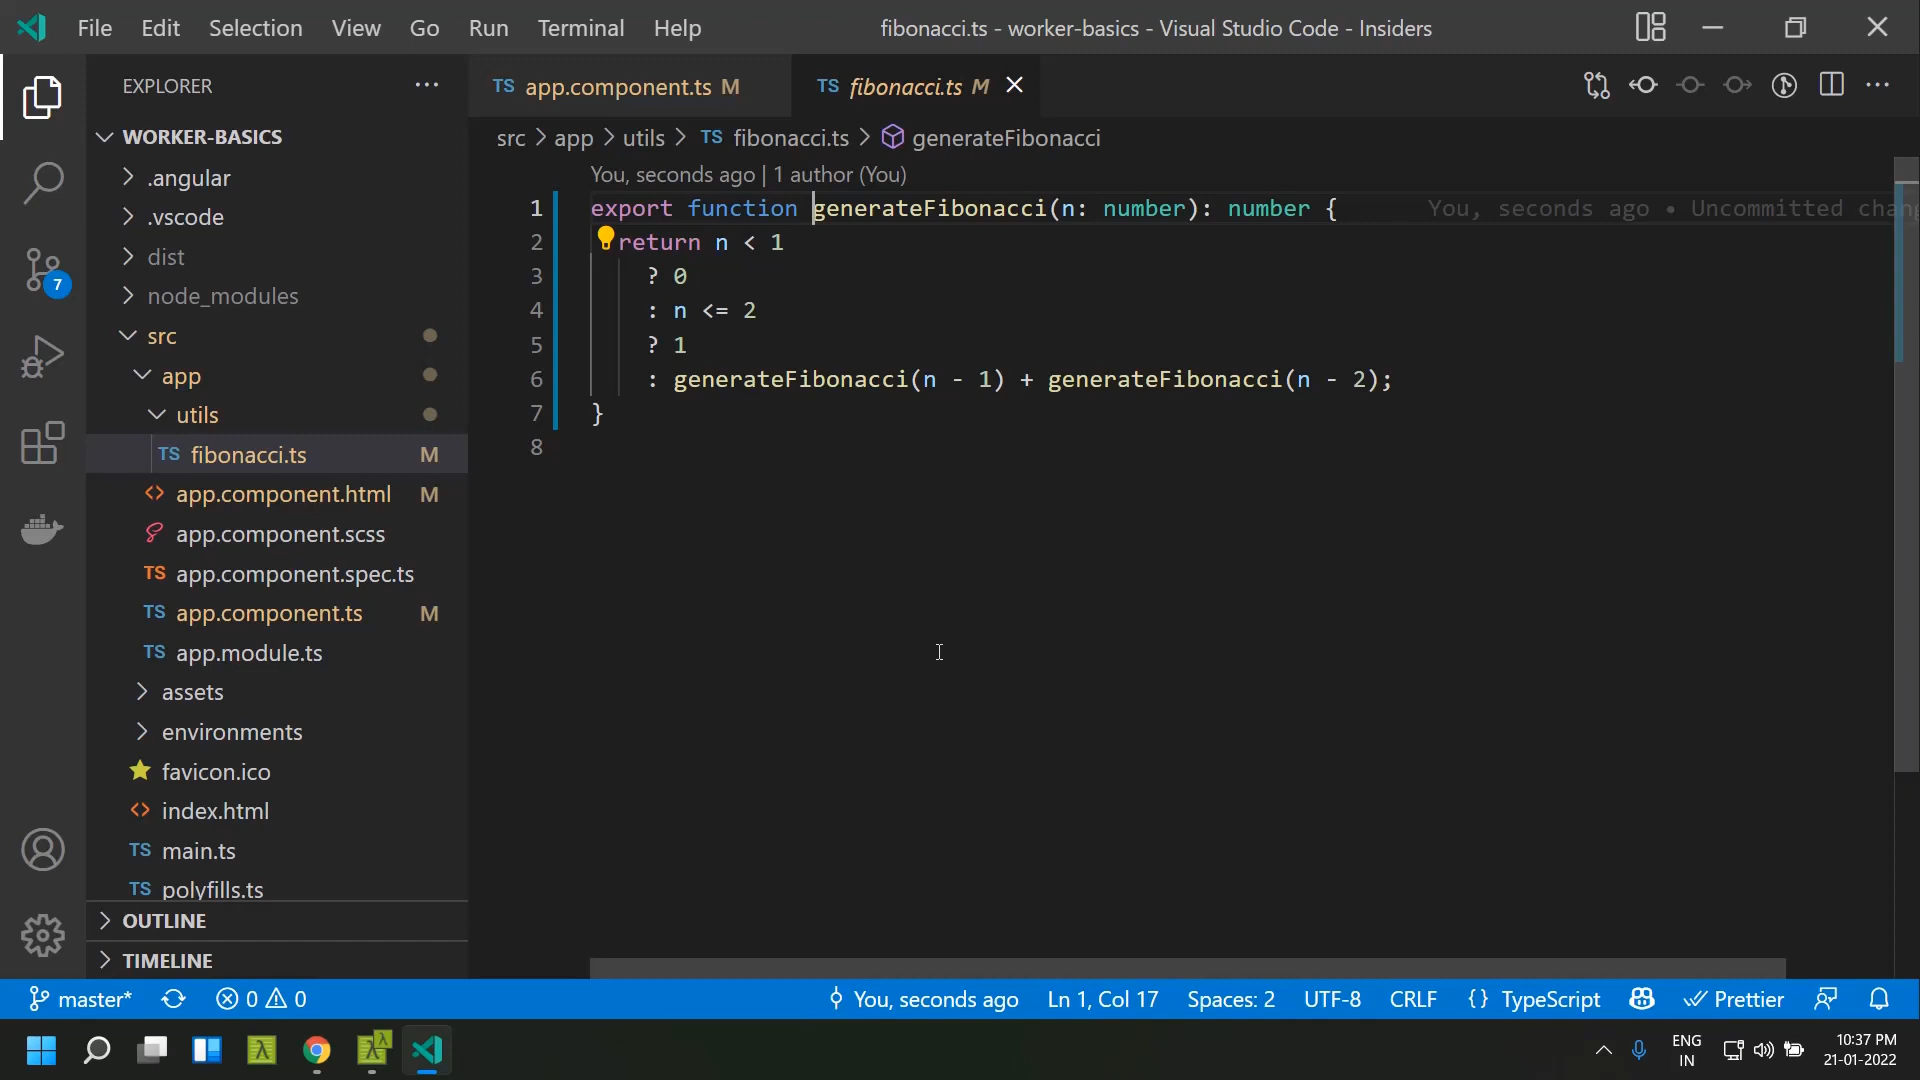 File Edit Selection View Go Run Terminal Help fibonacci.ts - worker-basics - Visual Studio Code - Insiders
EXPLORER ···
WORKER-BASICS
.angular
.vscode
dist
node_modules
src
app
utils
TS fibonacci.ts M
<> app.component.html M
app.component.scss
TS app.component.spec.ts
TS app.component.ts M
TS app.module.ts
assets
environments
favicon.ico
<> index.html
TS main.ts
TS polyfills.ts
OUTLINE
TIMELINE
7
TS app.component.ts M TS fibonacci.ts M
src > app > utils > TS fibonacci.ts > generateFibonacci
You, seconds ago | 1 author (You)
1 export function generateFibonacci(n: number): number { You, seconds ago • Uncommitted chang
2 return n < 1
3 ? 0
4 : n <= 2
5 ? 1
6 : generateFibonacci(n - 1) + generateFibonacci(n - 2);
7 }
8
master* 0 0 You, seconds ago Ln 1, Col 17 Spaces: 2 UTF-8 CRLF {} TypeScript Prettier
ENG
IN
10:37 PM
21-01-2022